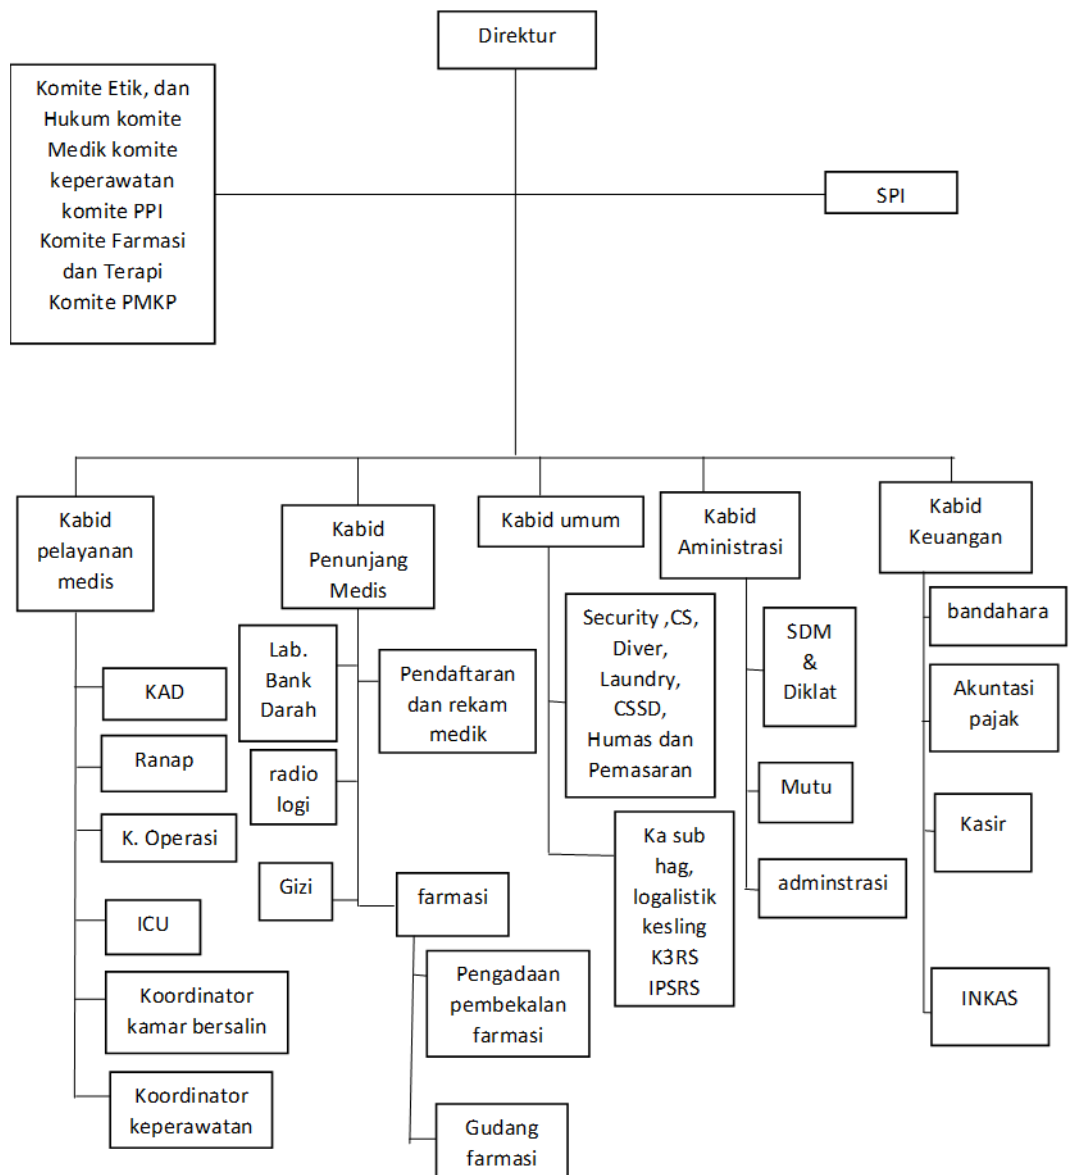 Direktur
Komite Etik, dan
Hukum komite
Medik komite
keperawatan
komite PPI
Komite Farmasi
dan Terapi
Komite PMKP
SPI
Kabid
pelayanan
medis
Kabid
Penunjang
Medis
Kabid umum
Kabid
Aministrasi
Kabid
Keuangan
KAD
Ranap
K. Operasi
ICU
Koordinator
kamar bersalin
Koordinator
keperawatan
Lab.
Bank
Darah
Pendaftaran
dan rekam
medik
radio
logi
Gizi
farmasi
Pengadaan
pembekalan
farmasi
Gudang
farmasi
Security ,CS,
Diver,
Laundry,
CSSD,
Humas dan
Pemasaran
Ka sub
hag,
logalistik
kesling
K3RS
IPSRS
SDM
&
Diklat
Mutu
adminstrasi
bandahara
Akuntasi
pajak
Kasir
INKAS